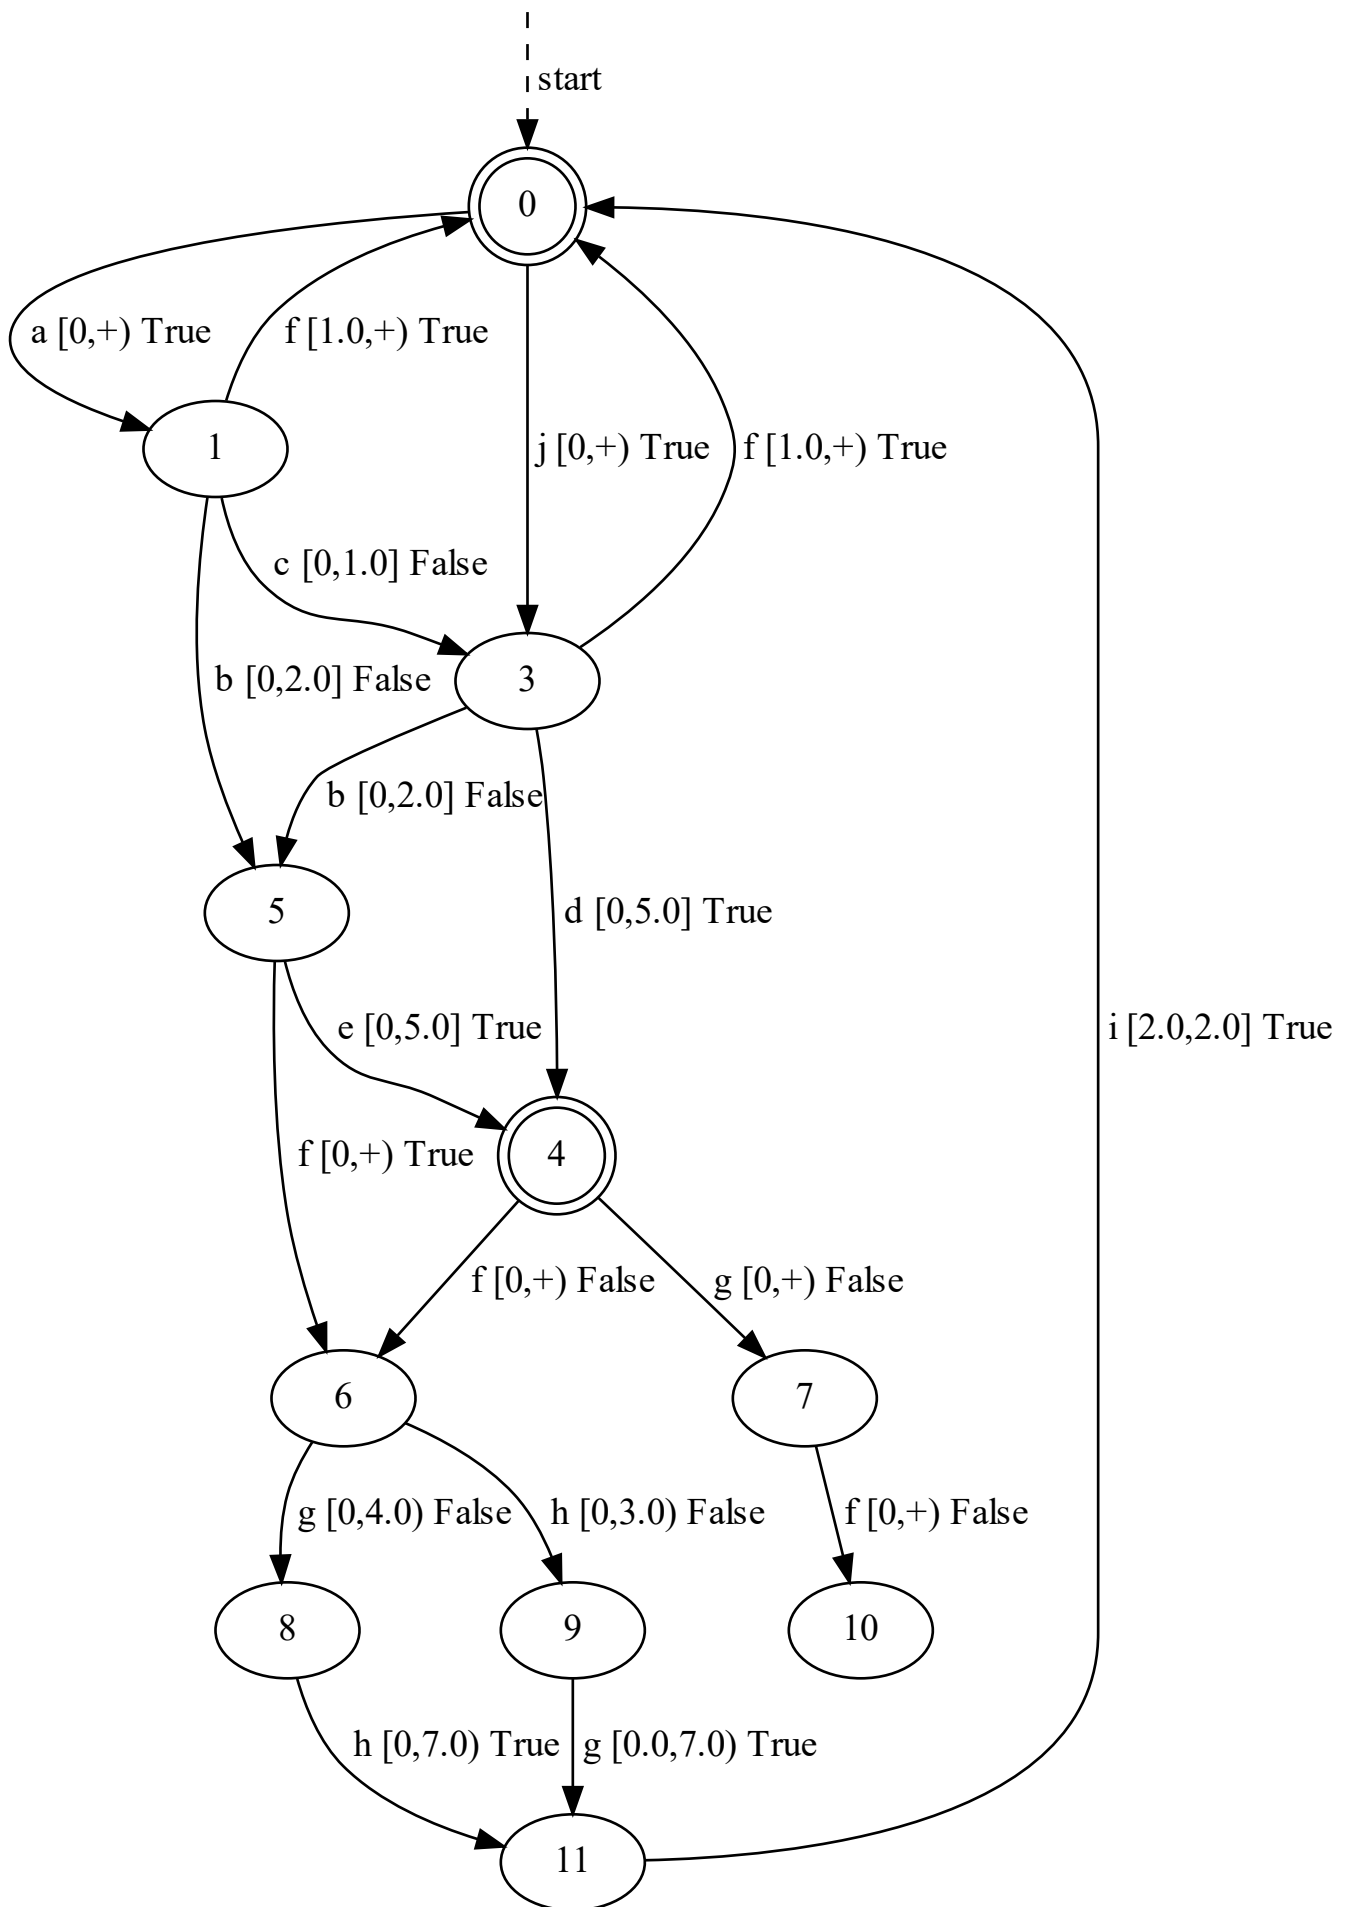 start
0
a [0,+) True
f [1.0,+) True
1
j [0,+) True
f [1.0,+) True
c [0,1.0] False
b [0,2.0] False
3
b [0,2.0] False
5
d [0,5.0] True
e [0,5.0] True
i [2.0,2.0] True
f [0,+) True
4
f [0,+) False
g [0,+) False
6
7
g [0,4.0) False
h [0,3.0) False
f [0,+) False
8
9
10
h [0,7.0) True
g [0.0,7.0) True
11